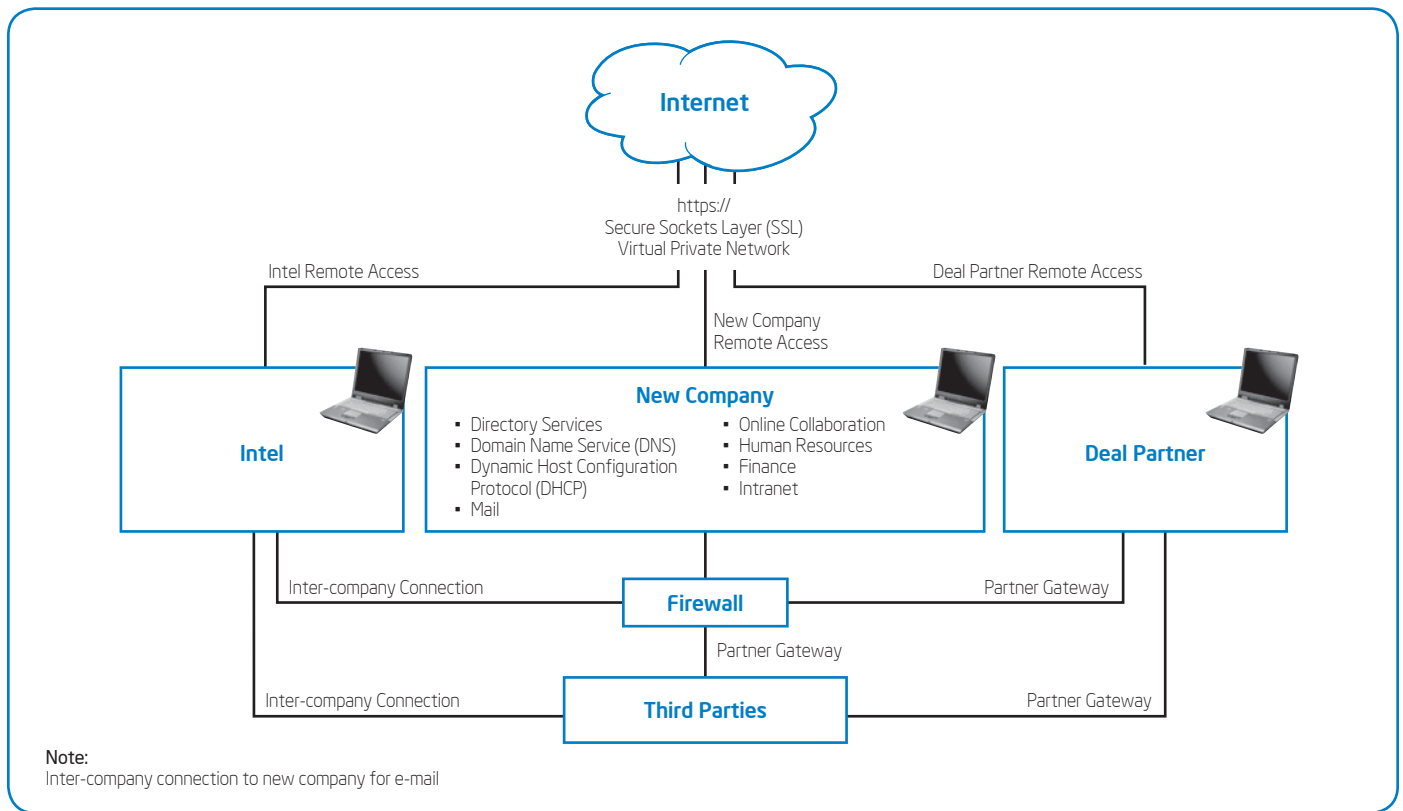 Internet
https://
Secure Sockets Layer (SSL)
Virtual Private Network
Intel Remote Access
Deal Partner Remote Access
New Company
Remote Access
Intel
New Company
▪ Directory Services
▪ Domain Name Service (DNS)
▪ Dynamic Host Configuration
Protocol (DHCP)
▪ Mail
▪ Online Collaboration
▪ Human Resources
▪ Finance
▪ Intranet
Deal Partner
Inter-company Connection
Firewall
Partner Gateway
Partner Gateway
Inter-company Connection
Third Parties
Partner Gateway
Note:
Inter-company connection to new company for e-mail